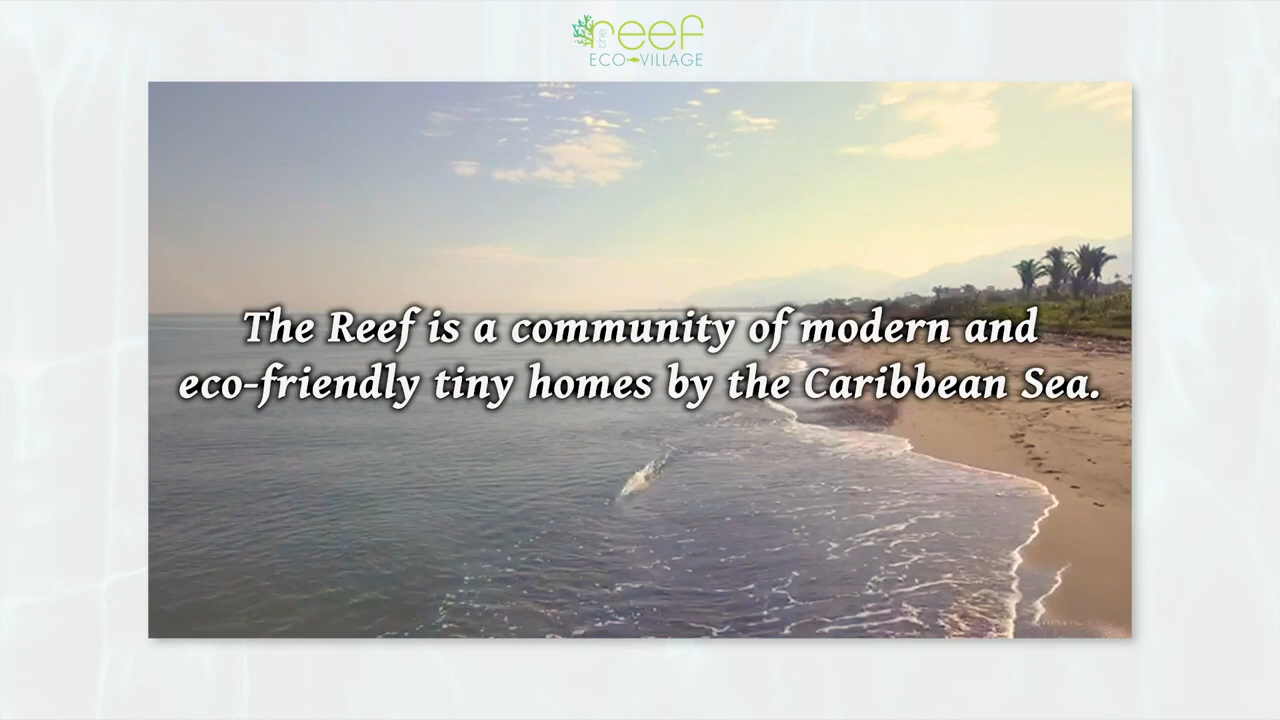 the reef
ECO VILLAGE
The Reef is a community of modern and
eco-friendly tiny homes by the Caribbean Sea.